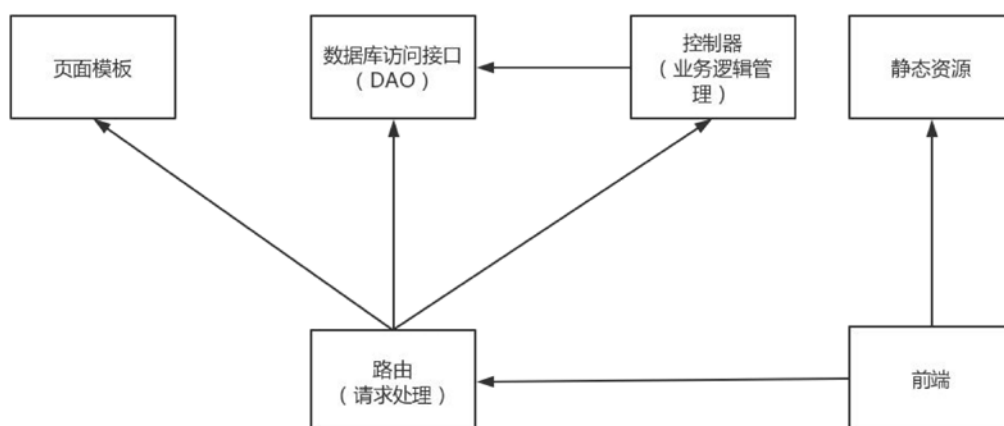 页面模板
数据库访问接口
（DAO）
控制器
（业务逻辑管
理）
静态资源
路由
（请求处理）
前端